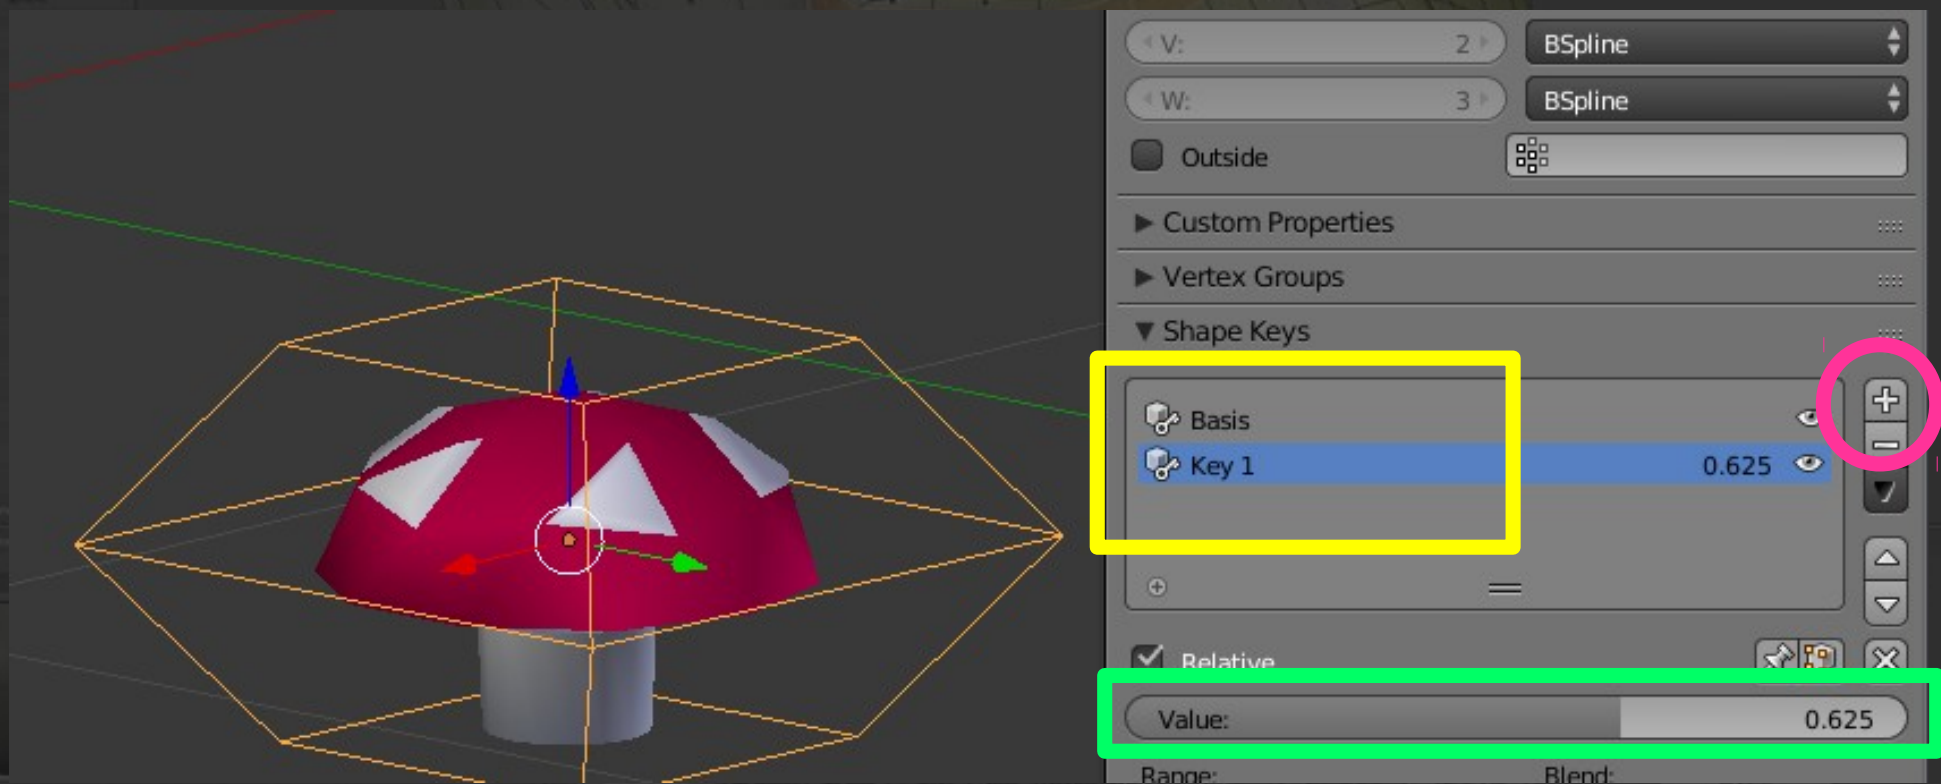 V: 2 BSpline
W: 3 BSpline
Outside
Custom Properties
Vertex Groups
Shape Keys
Basis
Key 1 0.625
Relative
Value: 0.625
Range: Blend: